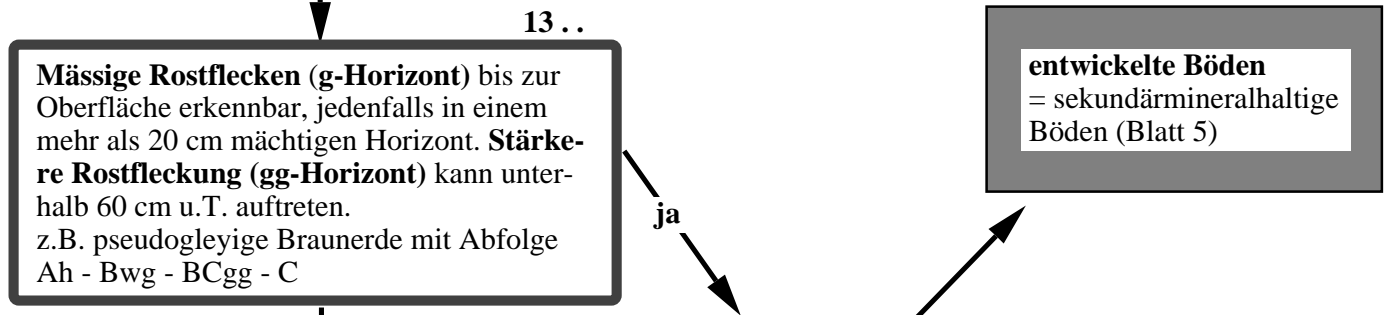 13 . .
Mässige Rostflecken (g-Horizont) bis zur
Oberfläche erkennbar, jedenfalls in einem
mehr als 20 cm mächtigen Horizont. Stärke-
re Rostfleckung (gg-Horizont) kann unter-
halb 60 cm u.T. auftreten.
z.B. pseudogleyige Braunerde mit Abfolge
Ah - Bwg - BCgg - C
ja
entwickelte Böden
= sekundärmineralhaltige
Böden (Blatt 5)